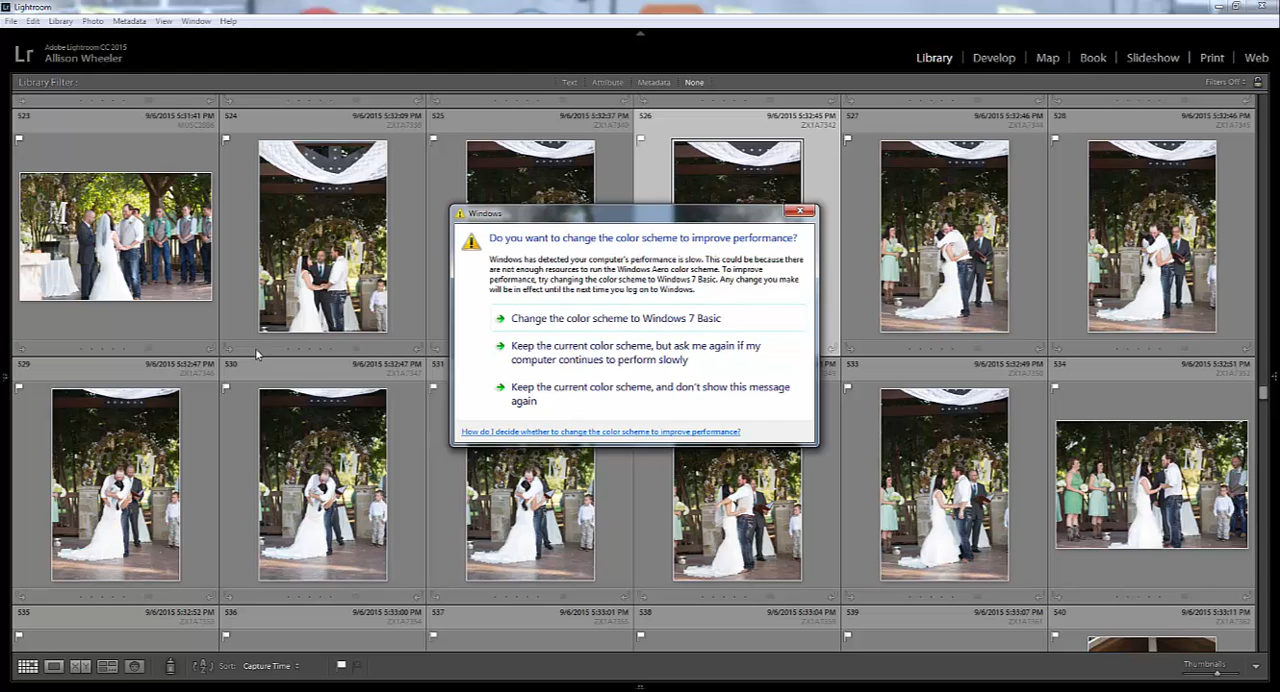 Lightroom
File Edit Library Photo Metadata View Window Help
Lr
Adobe Lightroom CC 2015
Allison Wheeler
Library | Develop | Map | Book | Slideshow | Print | Web
Library Filter :
Text Attribute Metadata None
Filters Off
523 9/6/2015 5:31:41 PM
524 9/6/2015 5:32:09 PM
525 9/6/2015 5:32:37 PM
526 9/6/2015 5:32:45 PM
ZX1A7342
527 9/6/2015 5:32:46 PM
ZX1A7344
528 9/6/2015 5:32:46 PM
ZX1A7345
Windows
Do you want to change the color scheme to improve performance?
Windows has detected your computer's performance is slow. This could be because there
are not enough resources to run the Windows Aero color scheme. To improve
performance, try changing the color scheme to Windows 7 Basic. Any change you make
will be in effect until the next time you log on to Windows.
Change the color scheme to Windows 7 Basic
Keep the current color scheme, but ask me again if my
computer continues to perform slowly
Keep the current color scheme, and don't show this message
again
How do I decide whether to change the color scheme to improve performance?
529 9/6/2015 5:32:47 PM
ZX1A7346
530 9/6/2015 5:32:47 PM
ZX1A7347
531
533
534 9/6/2015 5:32:51 PM
535 9/6/2015 5:32:52 PM
536 9/6/2015 5:33:00 PM
ZX1A7354
537 9/6/2015 5:33:01 PM
538 9/6/2015 5:33:04 PM
539 9/6/2015 5:33:07 PM
540 9/6/2015 5:33:11 PM
Sort: Capture Time
Thumbnails